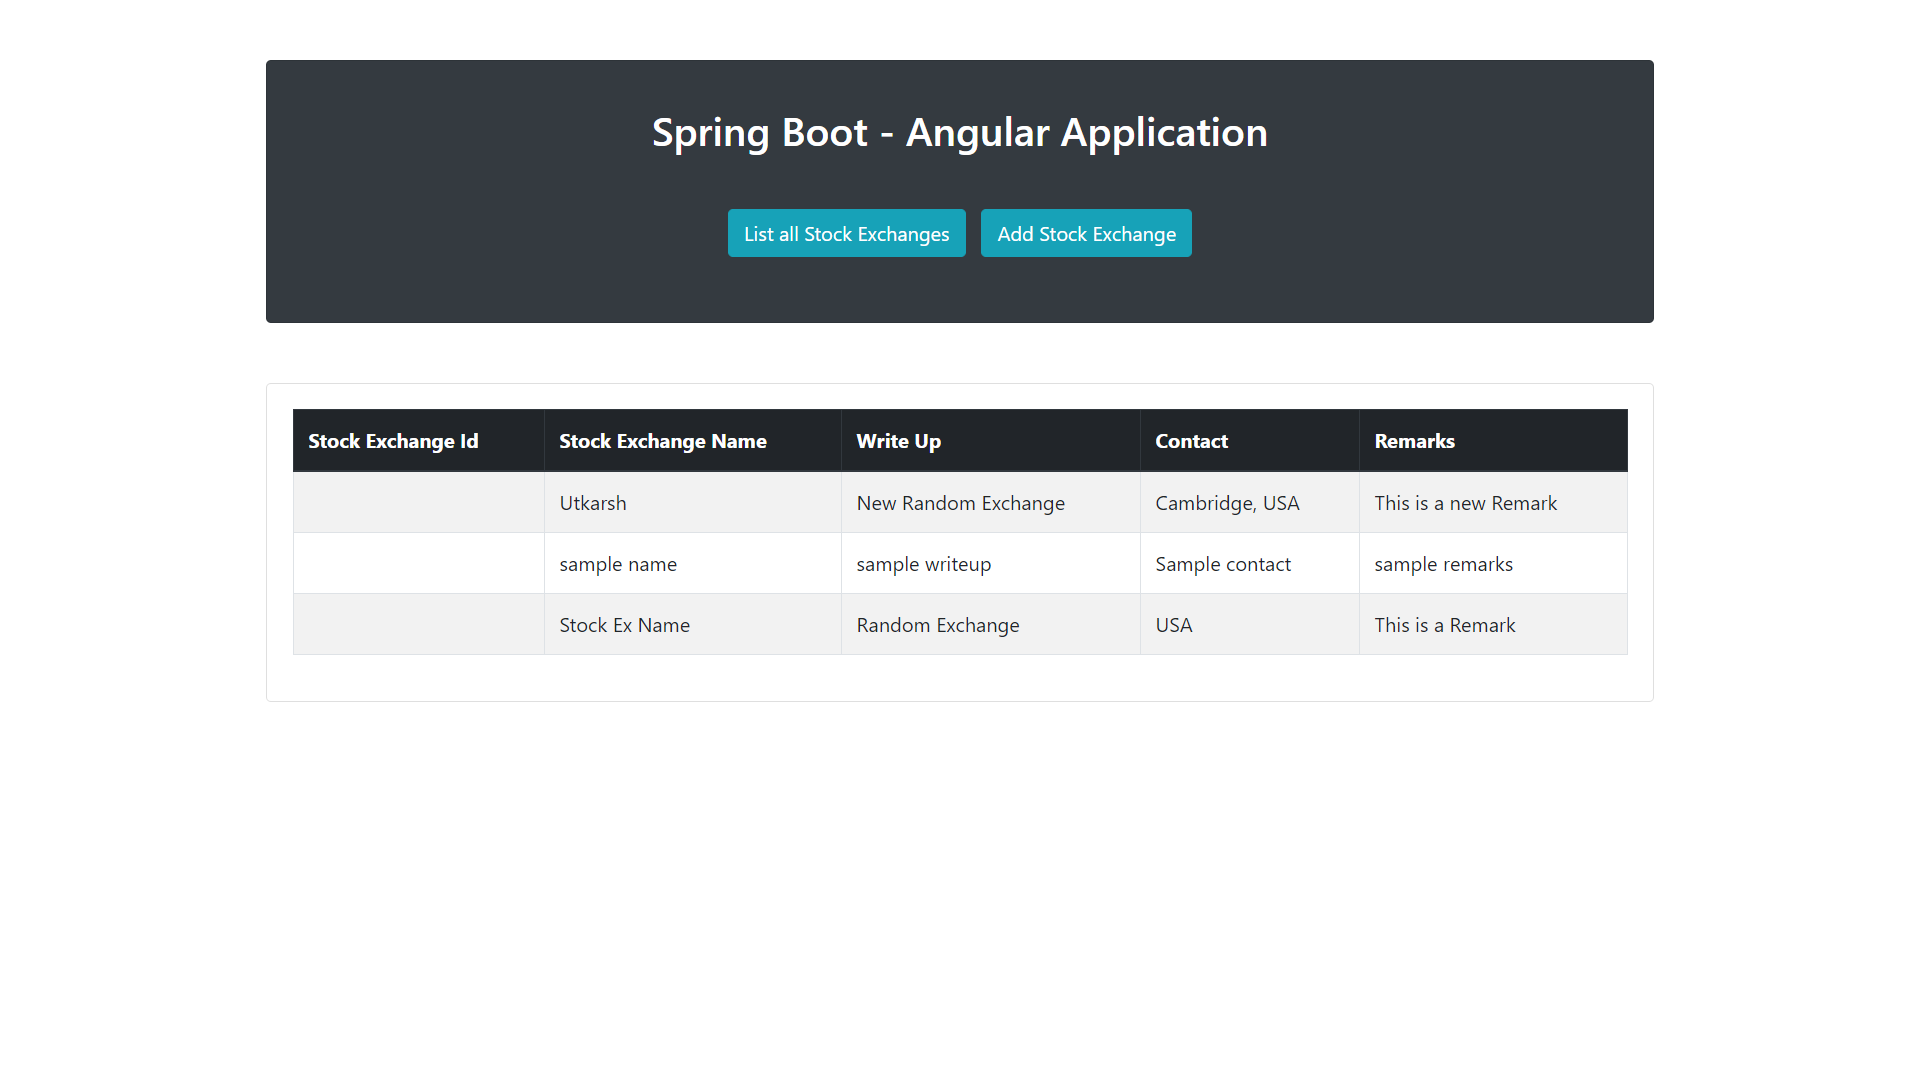 Spring Boot - Angular Application
List all Stock Exchanges Add Stock Exchange
Stock Exchange Id Stock Exchange Name Write Up Contact Remarks
Utkarsh New Random Exchange Cambridge, USA This is a new Remark
sample name sample writeup Sample contact sample remarks
Stock Ex Name Random Exchange USA This is a Remark